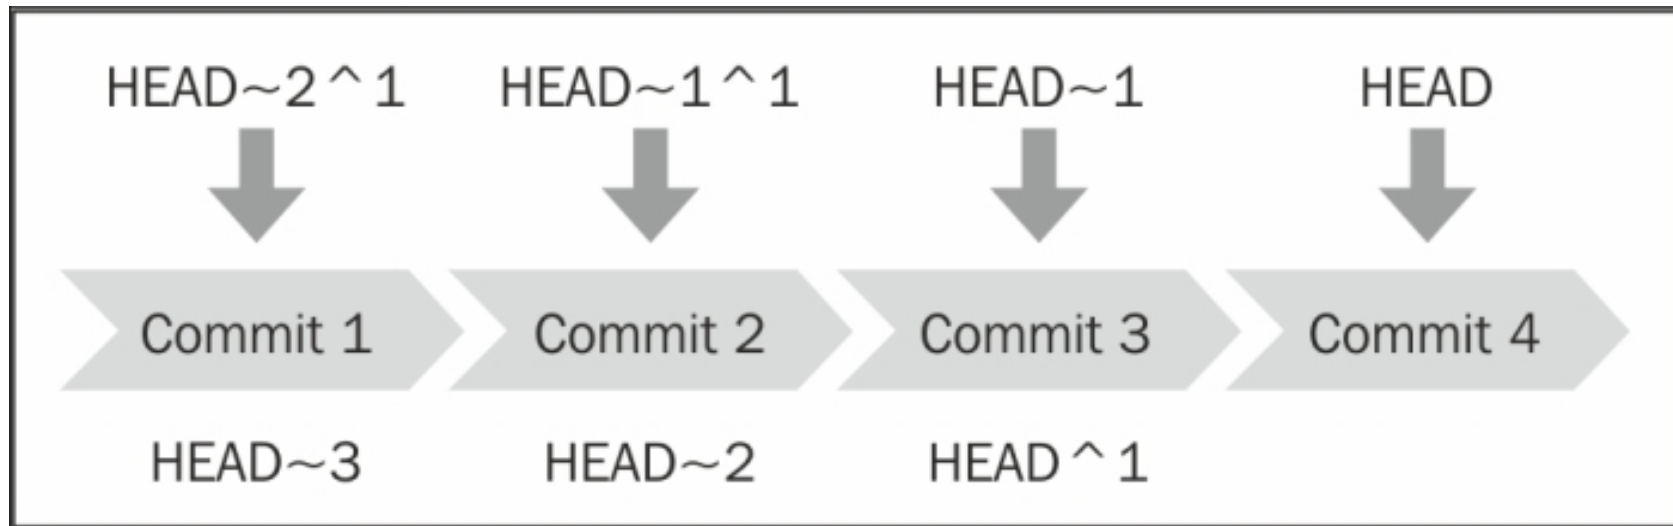 HEAD~2^1 HEAD~1^1 HEAD~1 HEAD
Commit 1 Commit 2 Commit 3 Commit 4
HEAD~3 HEAD~2 HEAD^1